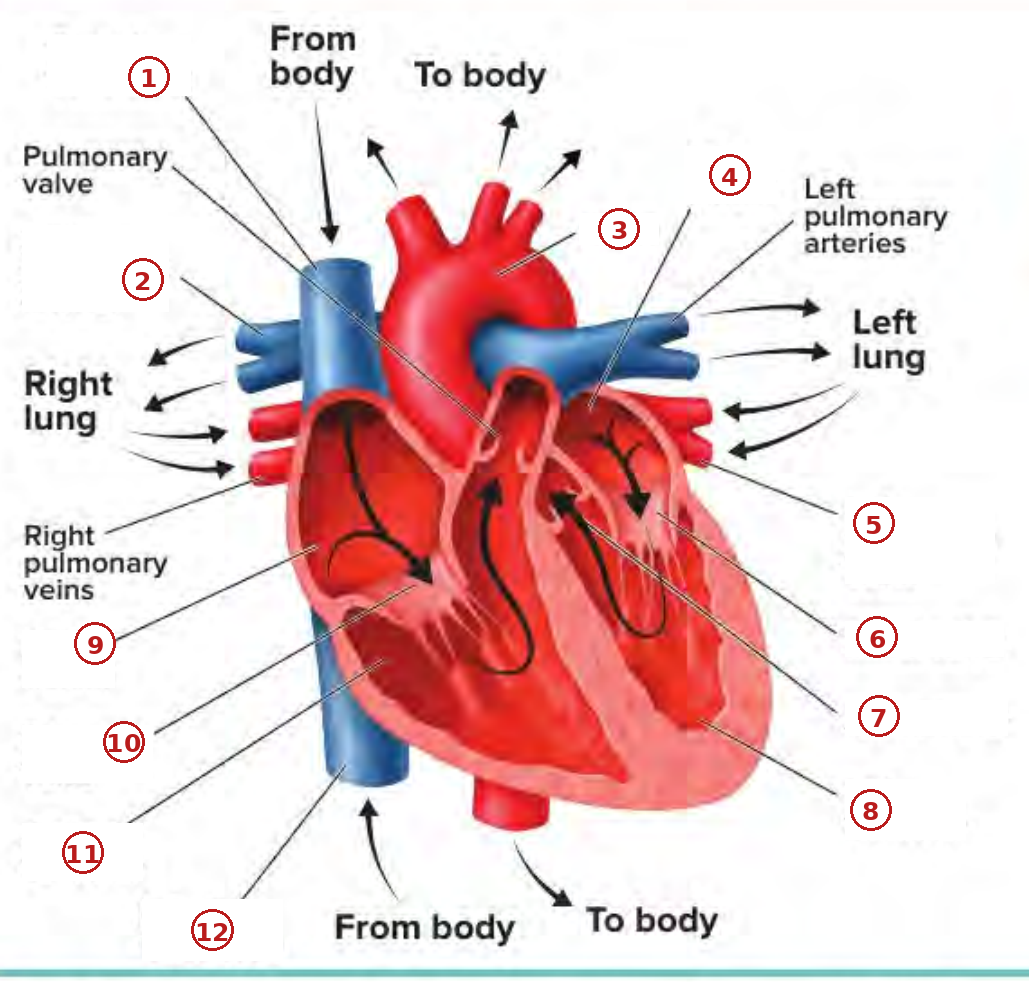 From
body
To body
1
Pulmonary
valve
4
Left
pulmonary
arteries
3
2
Left
lung
Right
lung
5
Right
pulmonary
veins
9
6
10
7
8
11
12
From body
To body